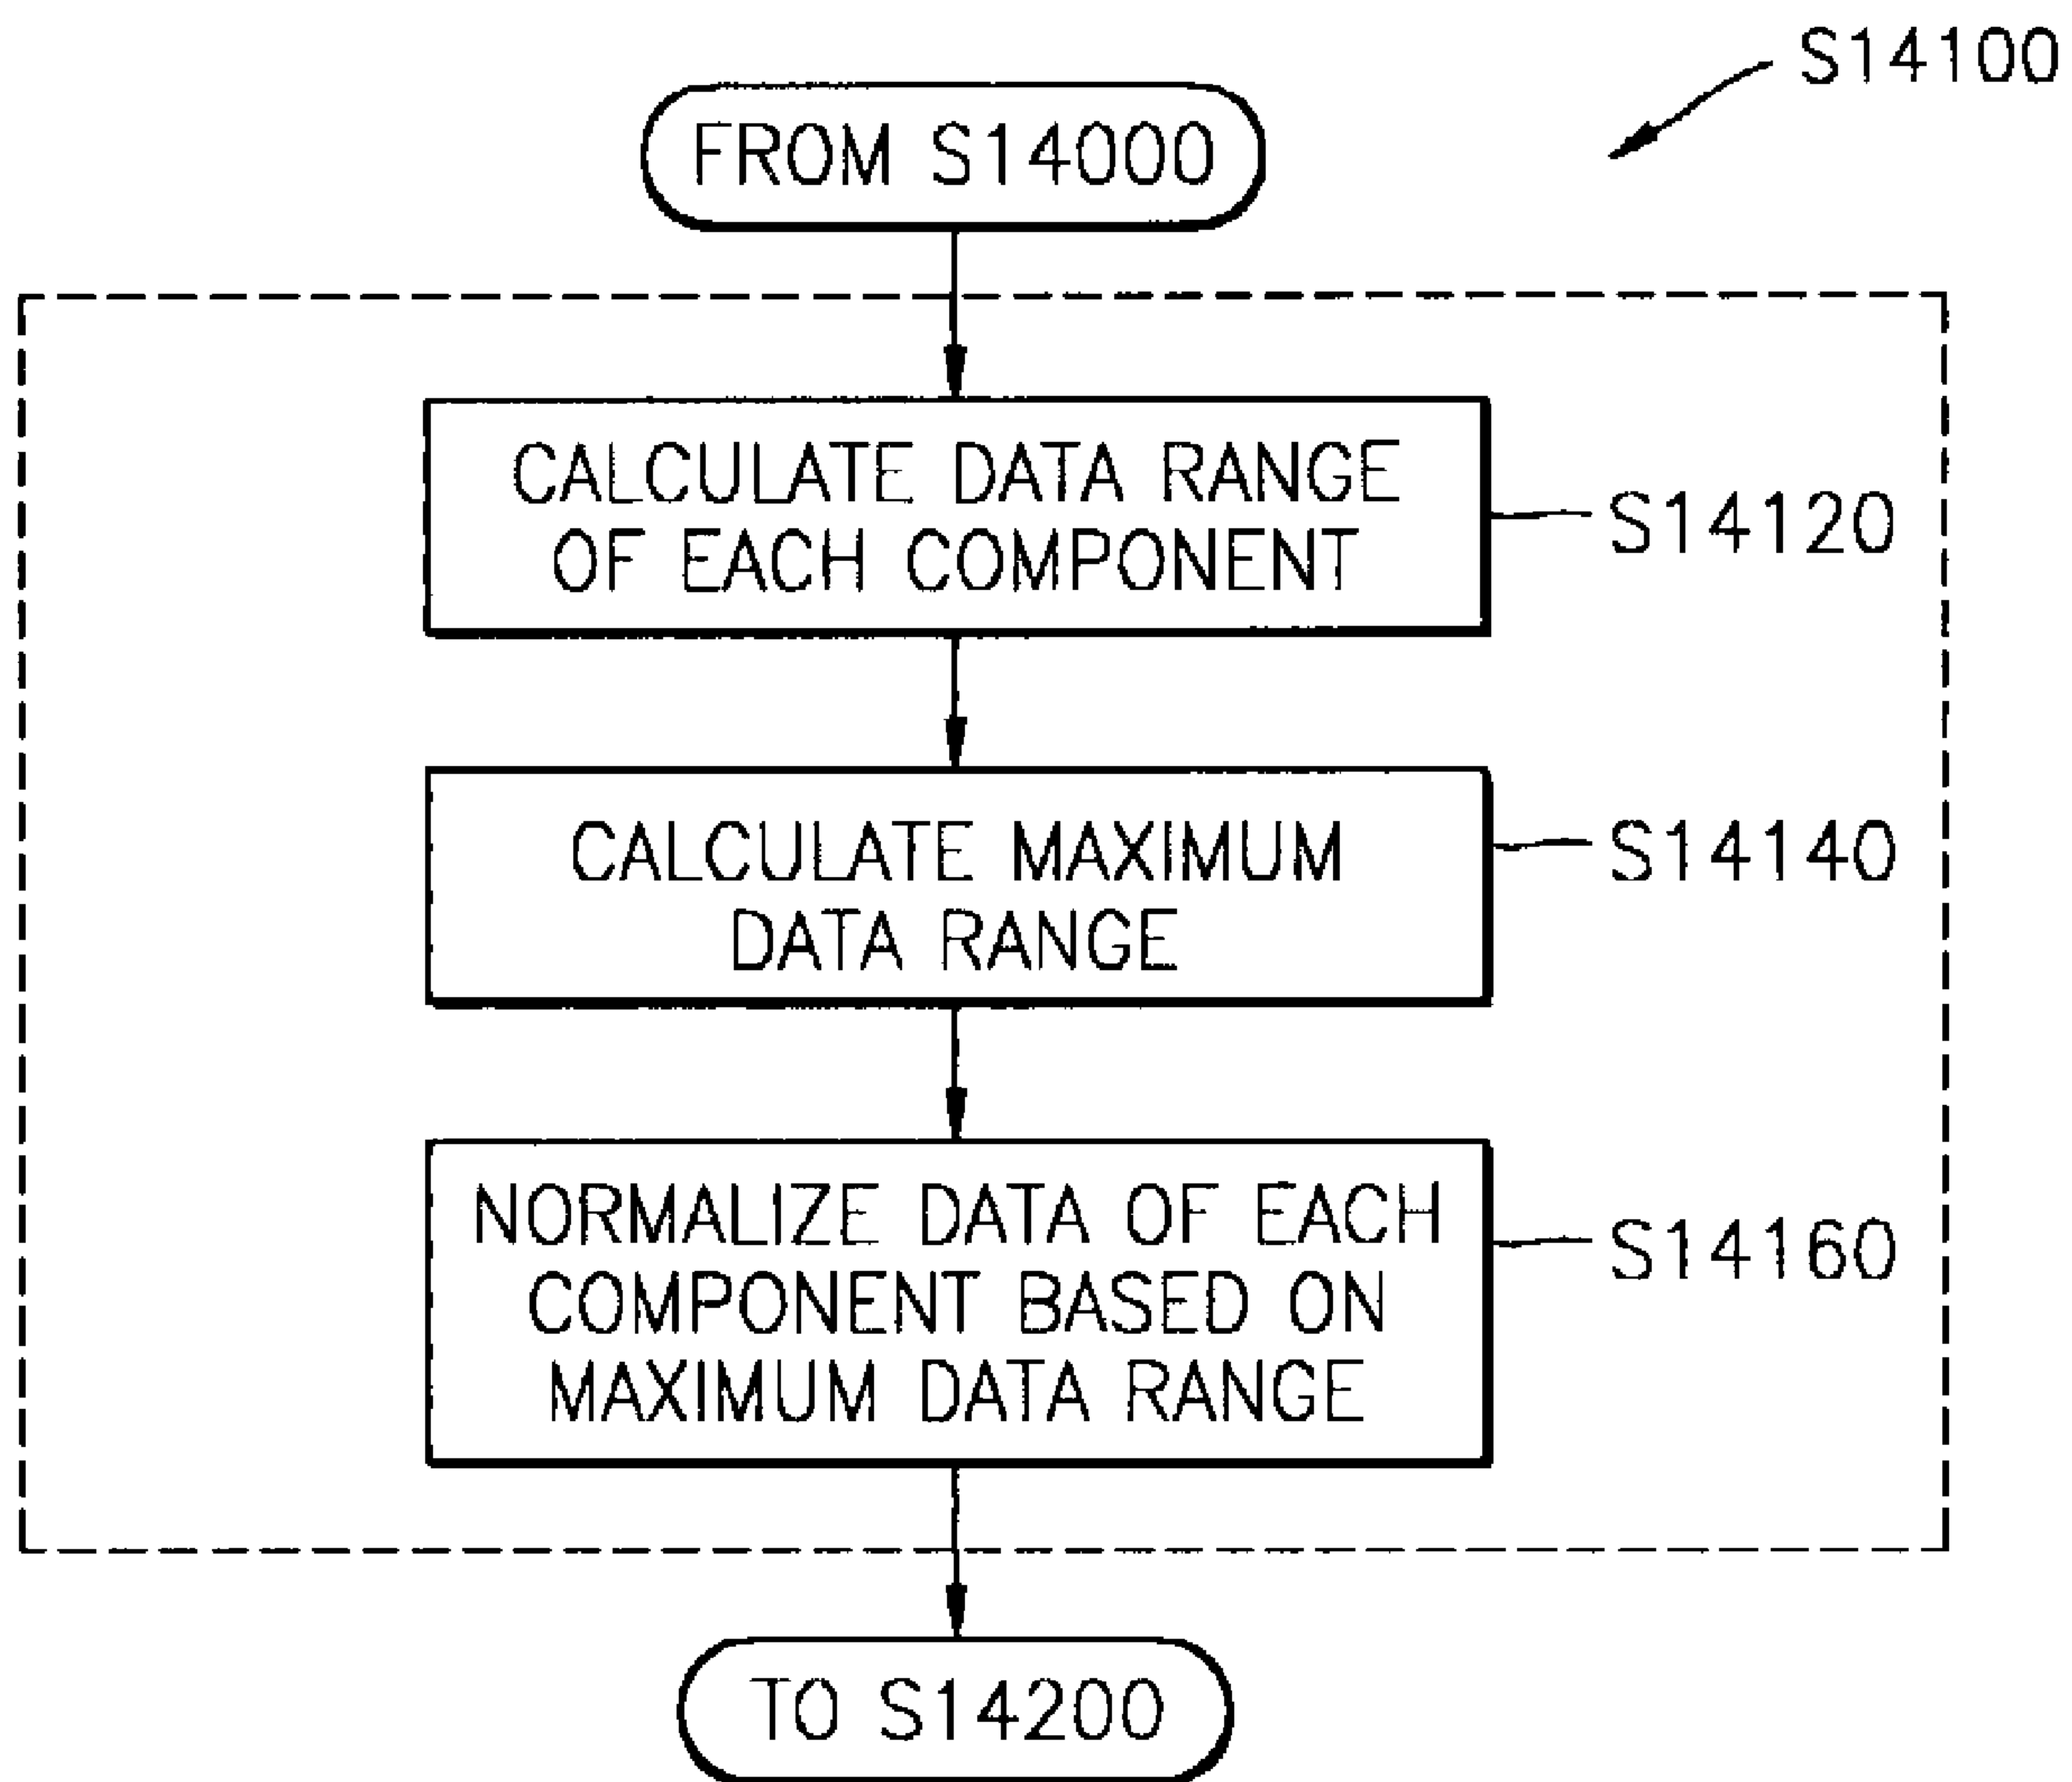 S14100
FROM S14000
CALCULATE DATA RANGE
OF EACH COMPONENT
S14120
CALCULATE MAXIMUM
DATA RANGE
S14140
NORMALIZE DATA OF EACH
COMPONENT BASED ON
MAXIMUM DATA RANGE
S14160
TO S14200